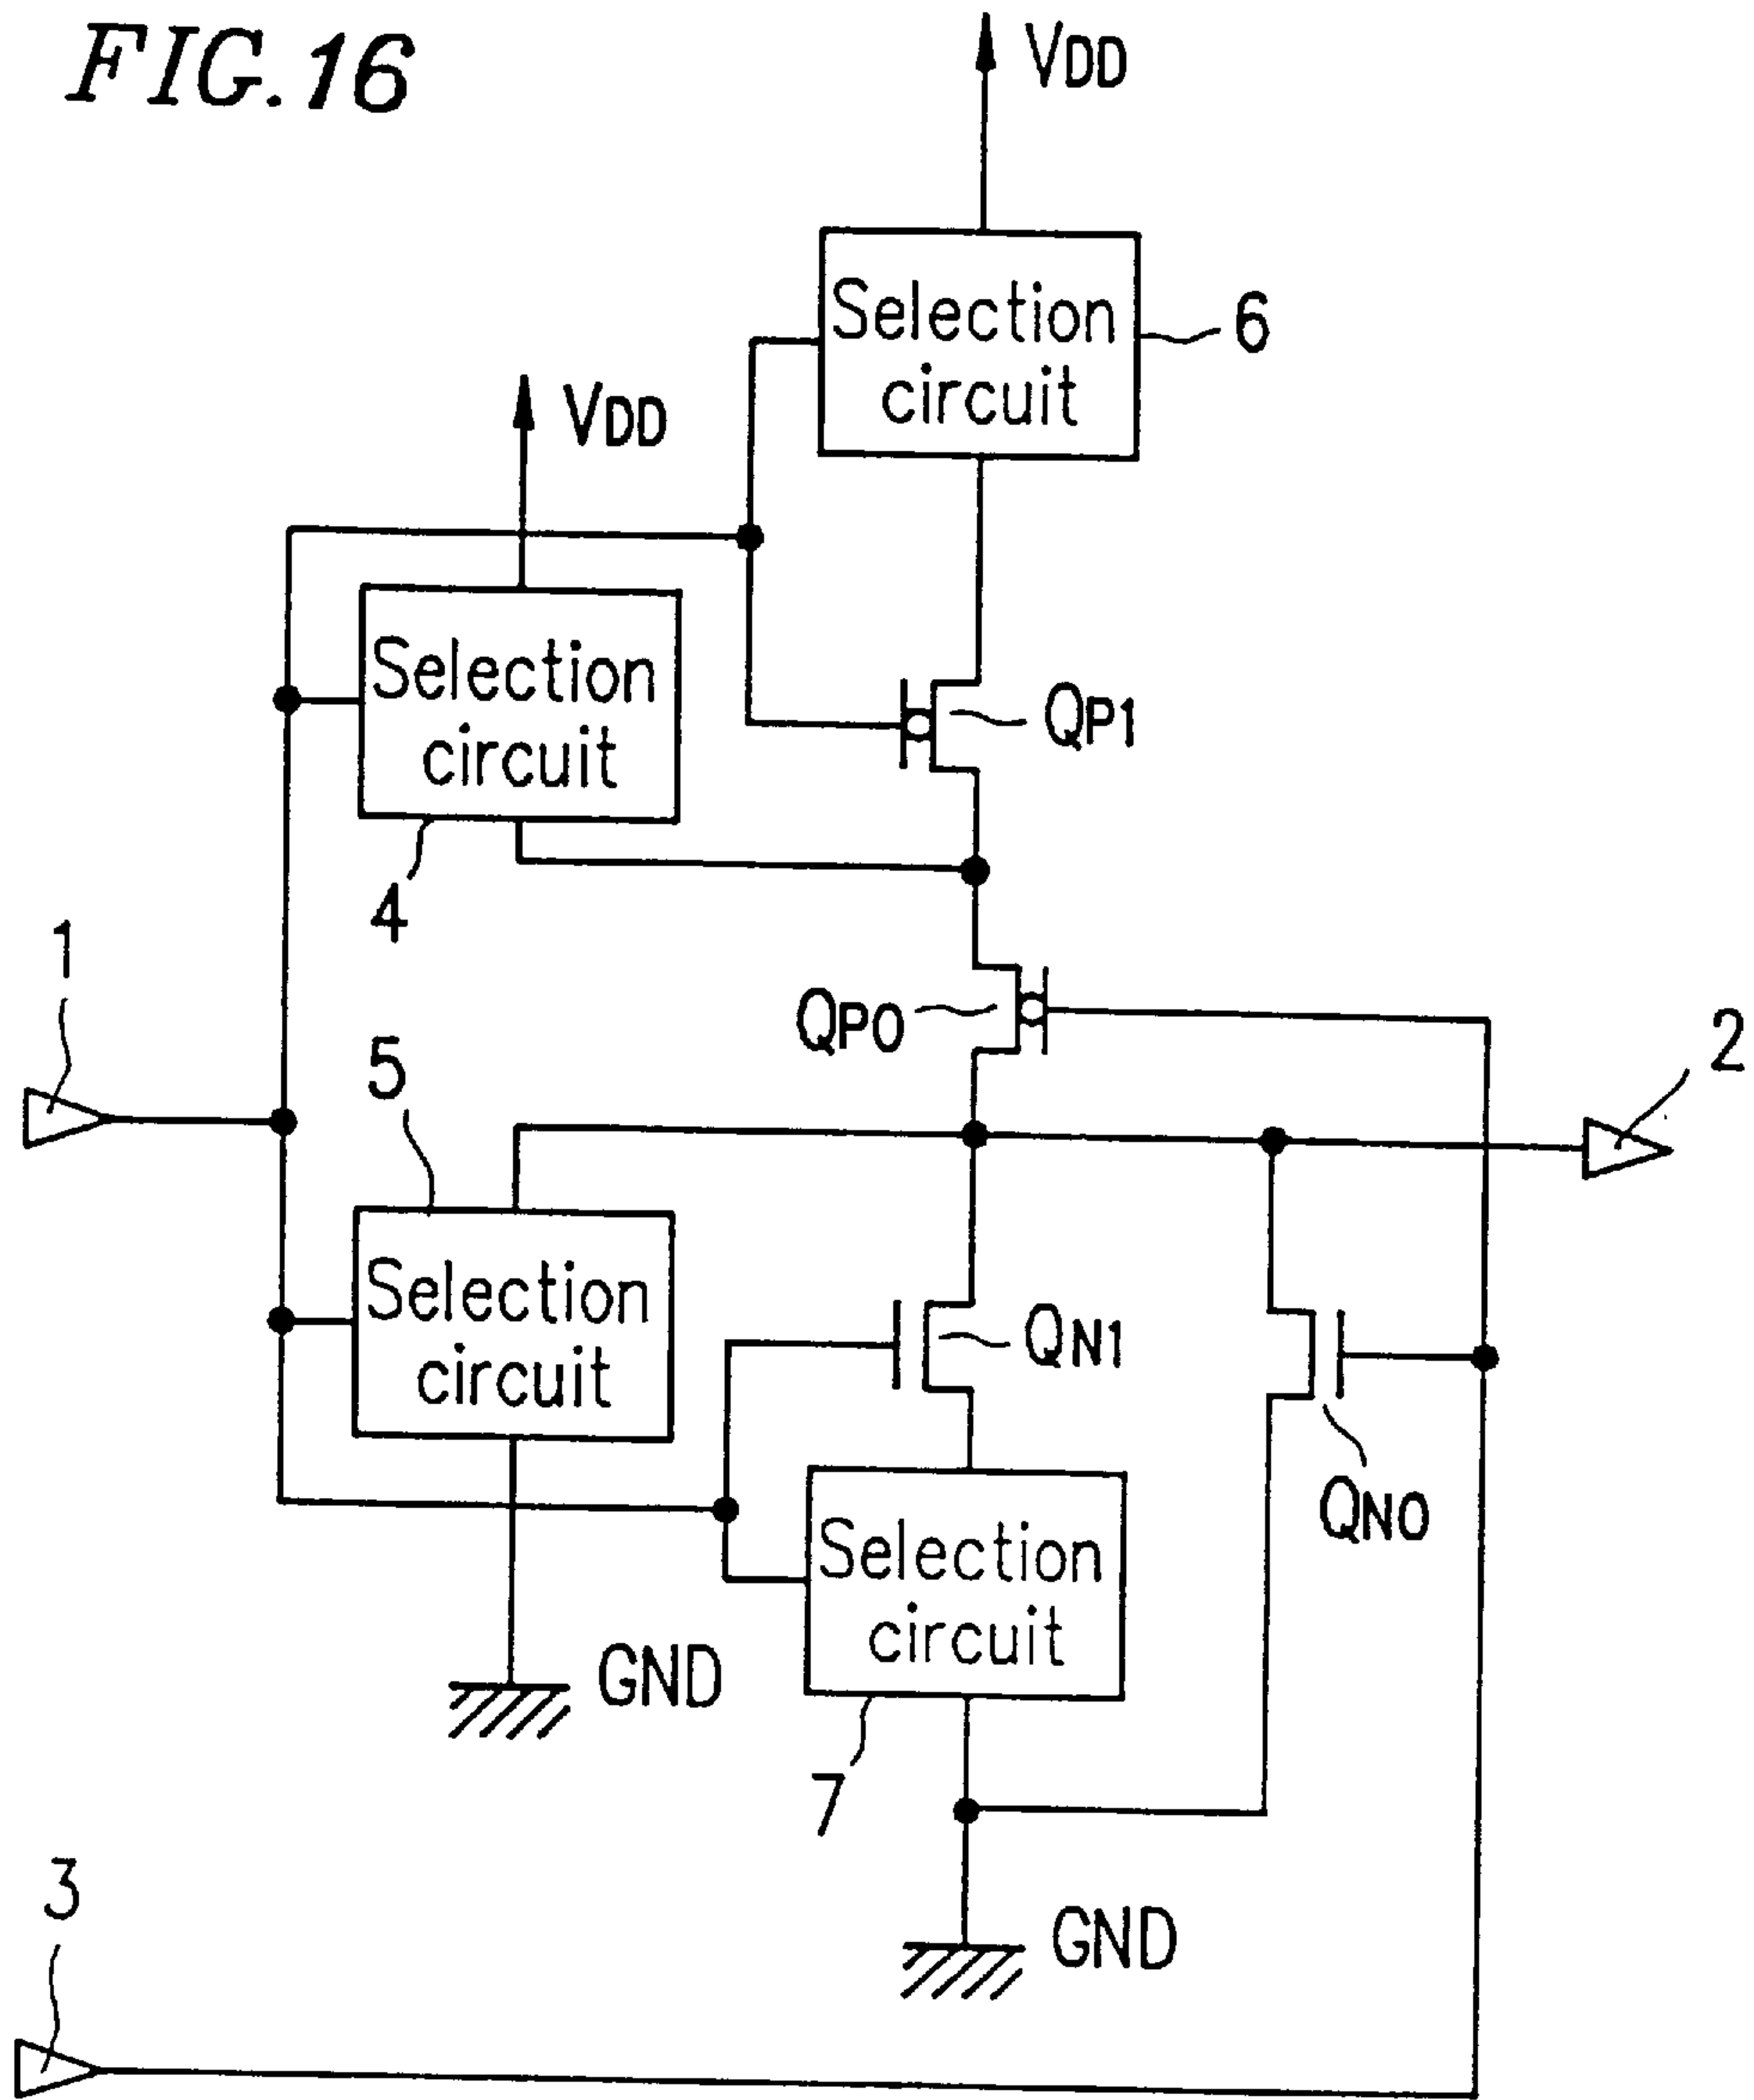 FIG. 16
VDD
Selection
circuit
6
VDD
Selection
circuit
QP1
4
1
QP0
2
5
Selection
circuit
QN1
QN0
Selection
circuit
GND
7
3
GND